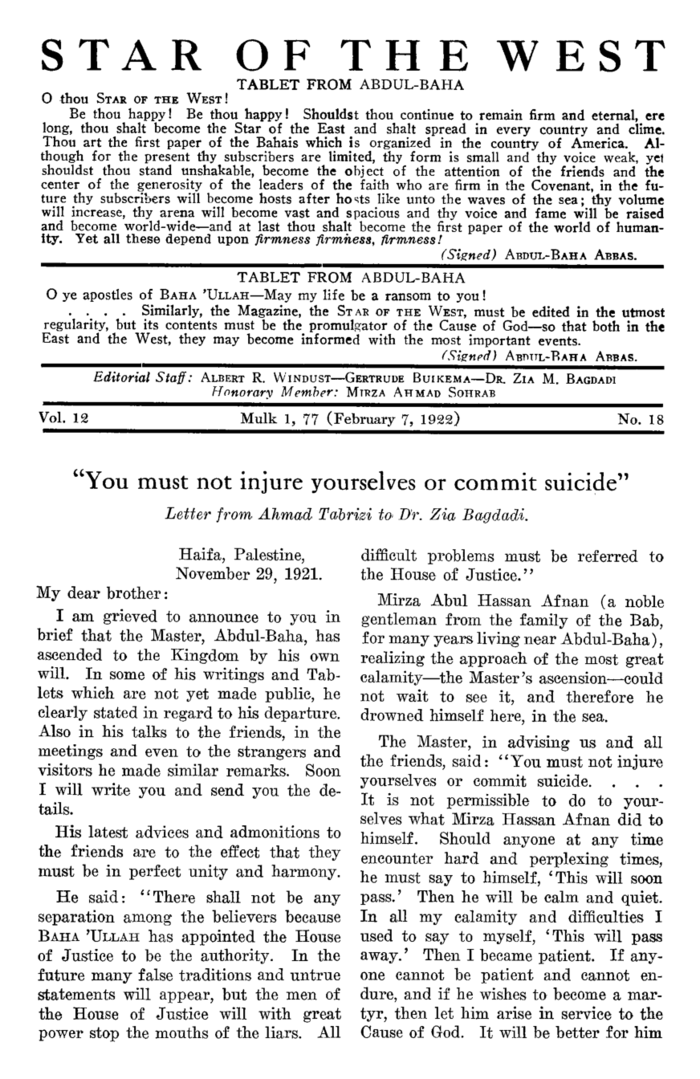 STAR OF THE WEST
TABLET FROM ABDUL-BAHA
O thou STAR OF THE WEST!
Be thou happy! Be thou happy! Shouldst thou continue to remain firm and eternal, ere
long, thou shalt become the Star of the East and shalt spread in every country and clime.
Thou art the first paper of the Bahais which is organized in the country of America. Al-
though for the present thy subscribers are limited, thy form is small and thy voice weak, yet
shouldst thou stand unshakable, become the object of the attention of the friends and the
center of the generosity of the leaders of the faith who are firm in the Covenant, in the fu-
ture thy subscribers will become hosts after hosts like unto the waves of the sea; thy volume
will increase, thy arena will become vast and spacious and thy voice and fame will be raised
and become world-wide—and at last thou shalt become the first paper of the world of human-
ity. Yet all these depend upon firmness firmness, firmness!
(Signed) ABDUL-BAHA ABBAS.
TABLET FROM ABDUL-BAHA
O ye apostles of BAHA 'ULLAH—May my life be a ransom to you!
. . . . Similarly, the Magazine, the STAR OF THE WEST, must be edited in the utmost
regularity, but its contents must be the promulgator of the Cause of God—so that both in the
East and the West, they may become informed with the most important events.
(Signed) ABDUL-BAHA ABBAS.
Editorial Staff: ALBERT R. WINDUST—GERTRUDE BUIKEMA—DR. ZIA M. BAGDADI
Honorary Member: MIRZA AHMAD SOHRAB
Vol. 12 Mulk 1, 77 (February 7, 1922) No. 18
"You must not injure yourselves or commit suicide"
Letter from Ahmad Tabrizi to Dr. Zia Bagdadi.
Haifa, Palestine,
November 29, 1921.
My dear brother:
I am grieved to announce to you in
brief that the Master, Abdul-Baha, has
ascended to the Kingdom by his own
will. In some of his writings and Tab-
lets which are not yet made public, he
clearly stated in regard to his departure.
Also in his talks to the friends, in the
meetings and even to the strangers and
visitors he made similar remarks. Soon
I will write you and send you the de-
tails.
His latest advices and admonitions to
the friends are to the effect that they
must be in perfect unity and harmony.
He said: "There shall not be any
separation among the believers because
BAHA 'ULLAH has appointed the House
of Justice to be the authority. In the
future many false traditions and untrue
statements will appear, but the men of
the House of Justice will with great
power stop the mouths of the liars. All
difficult problems must be referred to
the House of Justice."
Mirza Abul Hassan Afnan (a noble
gentleman from the family of the Bab,
for many years living near Abdul-Baha),
realizing the approach of the most great
calamity—the Master's ascension—could
not wait to see it, and therefore he
drowned himself here, in the sea.
The Master, in advising us and all
the friends, said: "You must not injure
yourselves or commit suicide. . . .
It is not permissible to do to your-
selves what Mirza Hassan Afnan did to
himself. Should anyone at any time
encounter hard and perplexing times,
he must say to himself, 'This will soon
pass.' Then he will be calm and quiet.
In all my calamity and difficulties I
used to say to myself, 'This will pass
away.' Then I became patient. If any-
one cannot be patient and cannot en-
dure, and if he wishes to become a mar-
tyr, then let him arise in service to the
Cause of God. It will be better for him